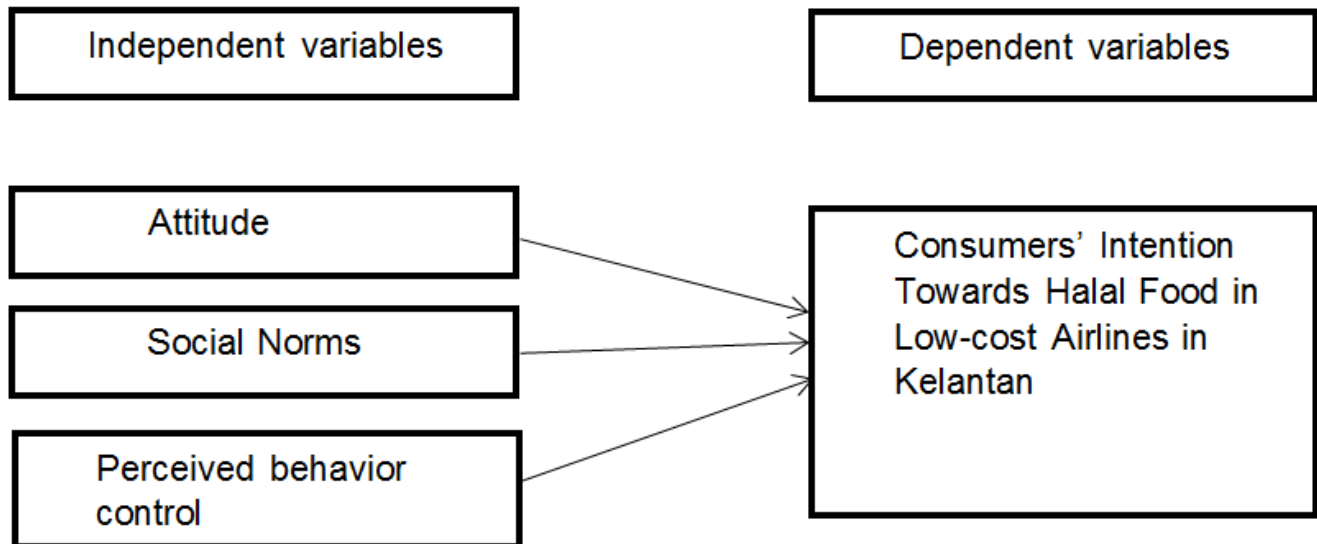 Independent variables
Dependent variables
Attitude
Social Norms
Perceived behavior
control
Consumers’ Intention
Towards Halal Food in
Low-cost Airlines in
Kelantan